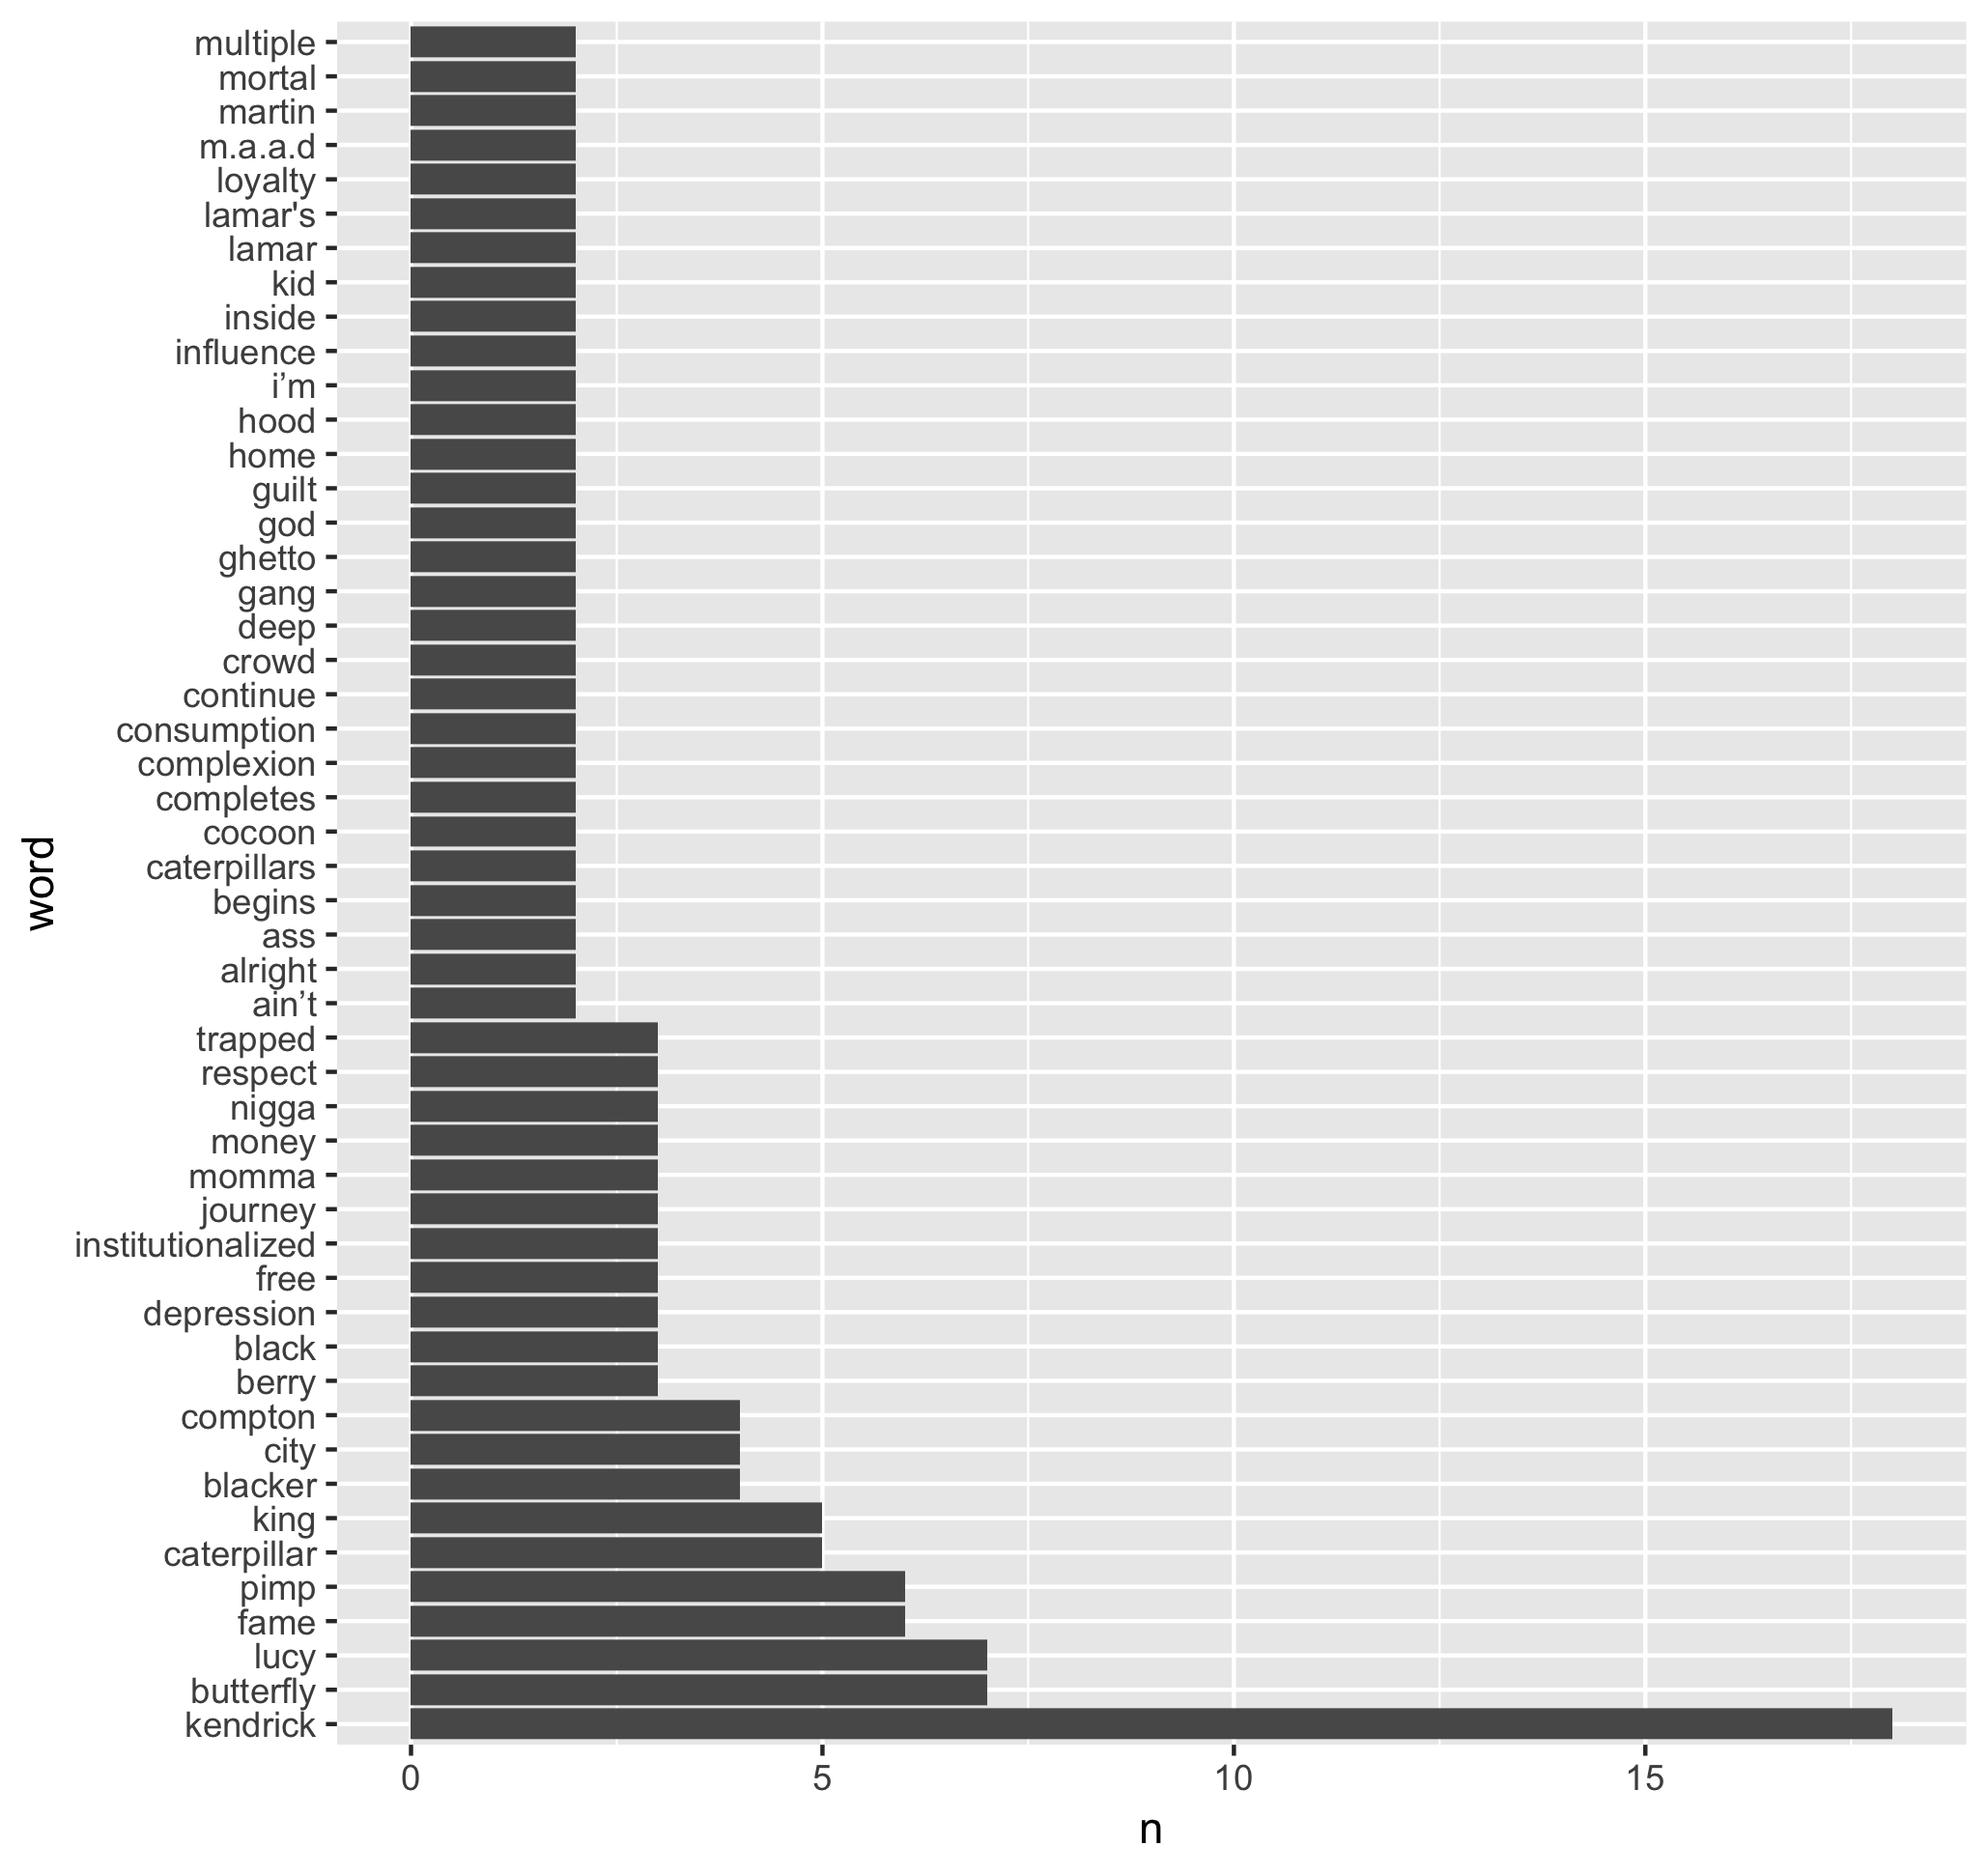 multiple
mortal
martin
m.a.a.d
loyalty
lamar's
lamar
kid
inside
influence
i’m
hood
home
guilt
god
ghetto
gang
deep
crowd
continue
consumption
complexion
completes
cocoon
caterpillars
begins
ass
alright
ain’t
trapped
respect
nigga
money
momma
journey
institutionalized
free
depression
black
berry
compton
city
blacker
king
caterpillar
pimp
fame
lucy
butterfly
kendrick
word
0 5 10 15
n